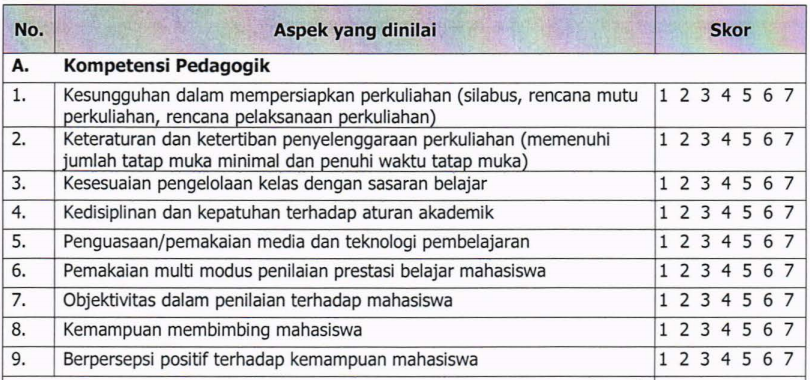 No. Aspek yang dinilai Skor
A. Kompetensi Pedagogik
1. Kesungguhan dalam mempersiapkan perkuliahan (silabus, rencana mutu 1 2 3 4 5 6 7
perkuliahan, rencana pelaksanaan perkuliahan)
2. Keteraturan dan ketertiban penyelenggaraan perkuliahan (memenuhi 1 2 3 4 5 6 7
jumlah tatap muka minimal dan penuhi waktu tatap muka)
3. Kesesuaian pengelolaan kelas dengan sasaran belajar 1 2 3 4 5 6 7
4. Kedisiplinan dan kepatuhan terhadap aturan akademik 1 2 3 4 5 6 7
5. Penguasaan/pemakaian media dan teknologi pembelajaran 1 2 3 4 5 6 7
6. Pemakaian multi modus penilaian prestasi belajar mahasiswa 1 2 3 4 5 6 7
7. Objektivitas dalam penilaian terhadap mahasiswa 1 2 3 4 5 6 7
8. Kemampuan membimbing mahasiswa 1 2 3 4 5 6 7
9. Berpersepsi positif terhadap kemampuan mahasiswa 1 2 3 4 5 6 7